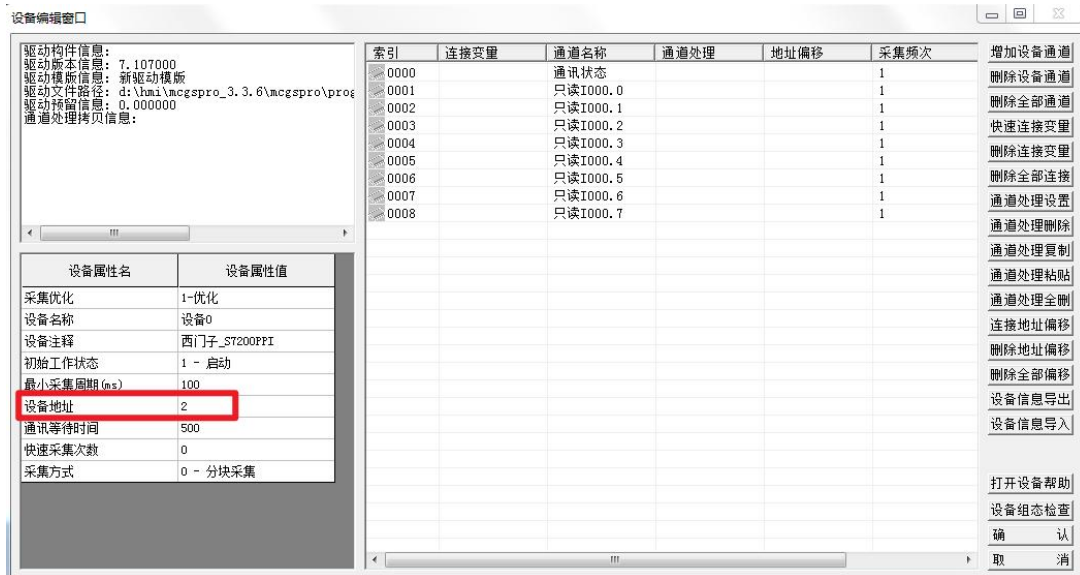 设备编辑窗口
驱动构件信息:
驱动版本信息: 7.107000
驱动模版信息: 新驱动模版
驱动文件路径: d:\hmi\mcgspro_3.3.6\mcgspro\prog
驱动预留信息: 0.000000
通道处理拷贝信息:
设备属性名 设备属性值
采集优化 1-优化
设备名称 设备0
设备注释 西门子_S7200PPI
初始工作状态 1 - 启动
最小采集周期(ms) 100
设备地址 2
通讯等待时间 500
快速采集次数 0
采集方式 0 - 分块采集
索引 连接变量 通道名称 通道处理 地址偏移 采集频次
0000 通讯状态 1
0001 只读I000.0 1
0002 只读I000.1 1
0003 只读I000.2 1
0004 只读I000.3 1
0005 只读I000.4 1
0006 只读I000.5 1
0007 只读I000.6 1
0008 只读I000.7 1
增加设备通道
删除设备通道
删除全部通道
快速连接变量
删除连接变量
删除全部连接
通道处理设置
通道处理删除
通道处理复制
通道处理粘贴
通道处理全删
连接地址偏移
删除地址偏移
删除全部偏移
设备信息导出
设备信息导入
打开设备帮助
设备组态检查
确 认
取 消